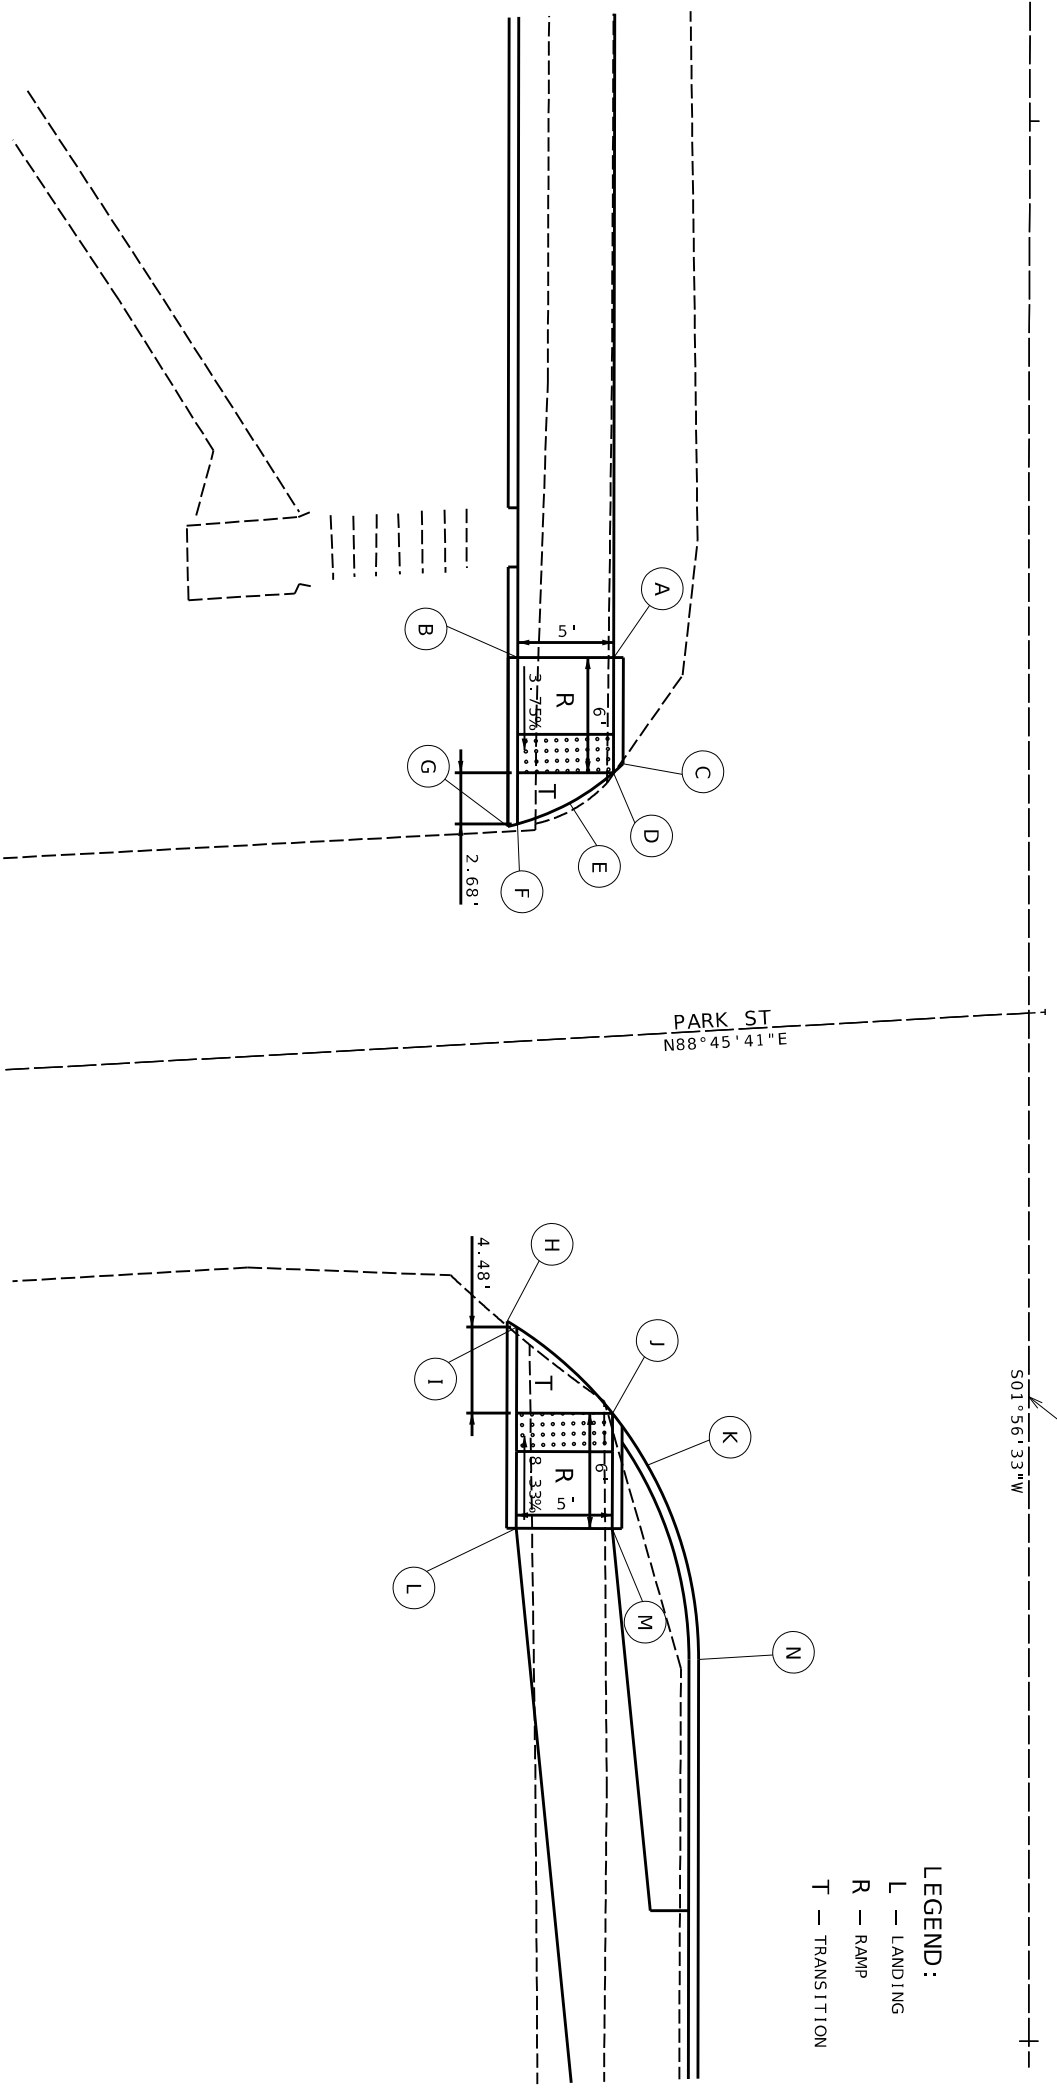 A
B
5'
R
3.75%
6'
C
G
T
D
E
F
2.68'
PARK ST
N88°45'41"E
S01°56'33"W
H
4.48'
I
J
T
K
6'
8.33%
R
5'
L
M
N
LEGEND:
L — LANDING
R — RAMP
T — TRANSITION